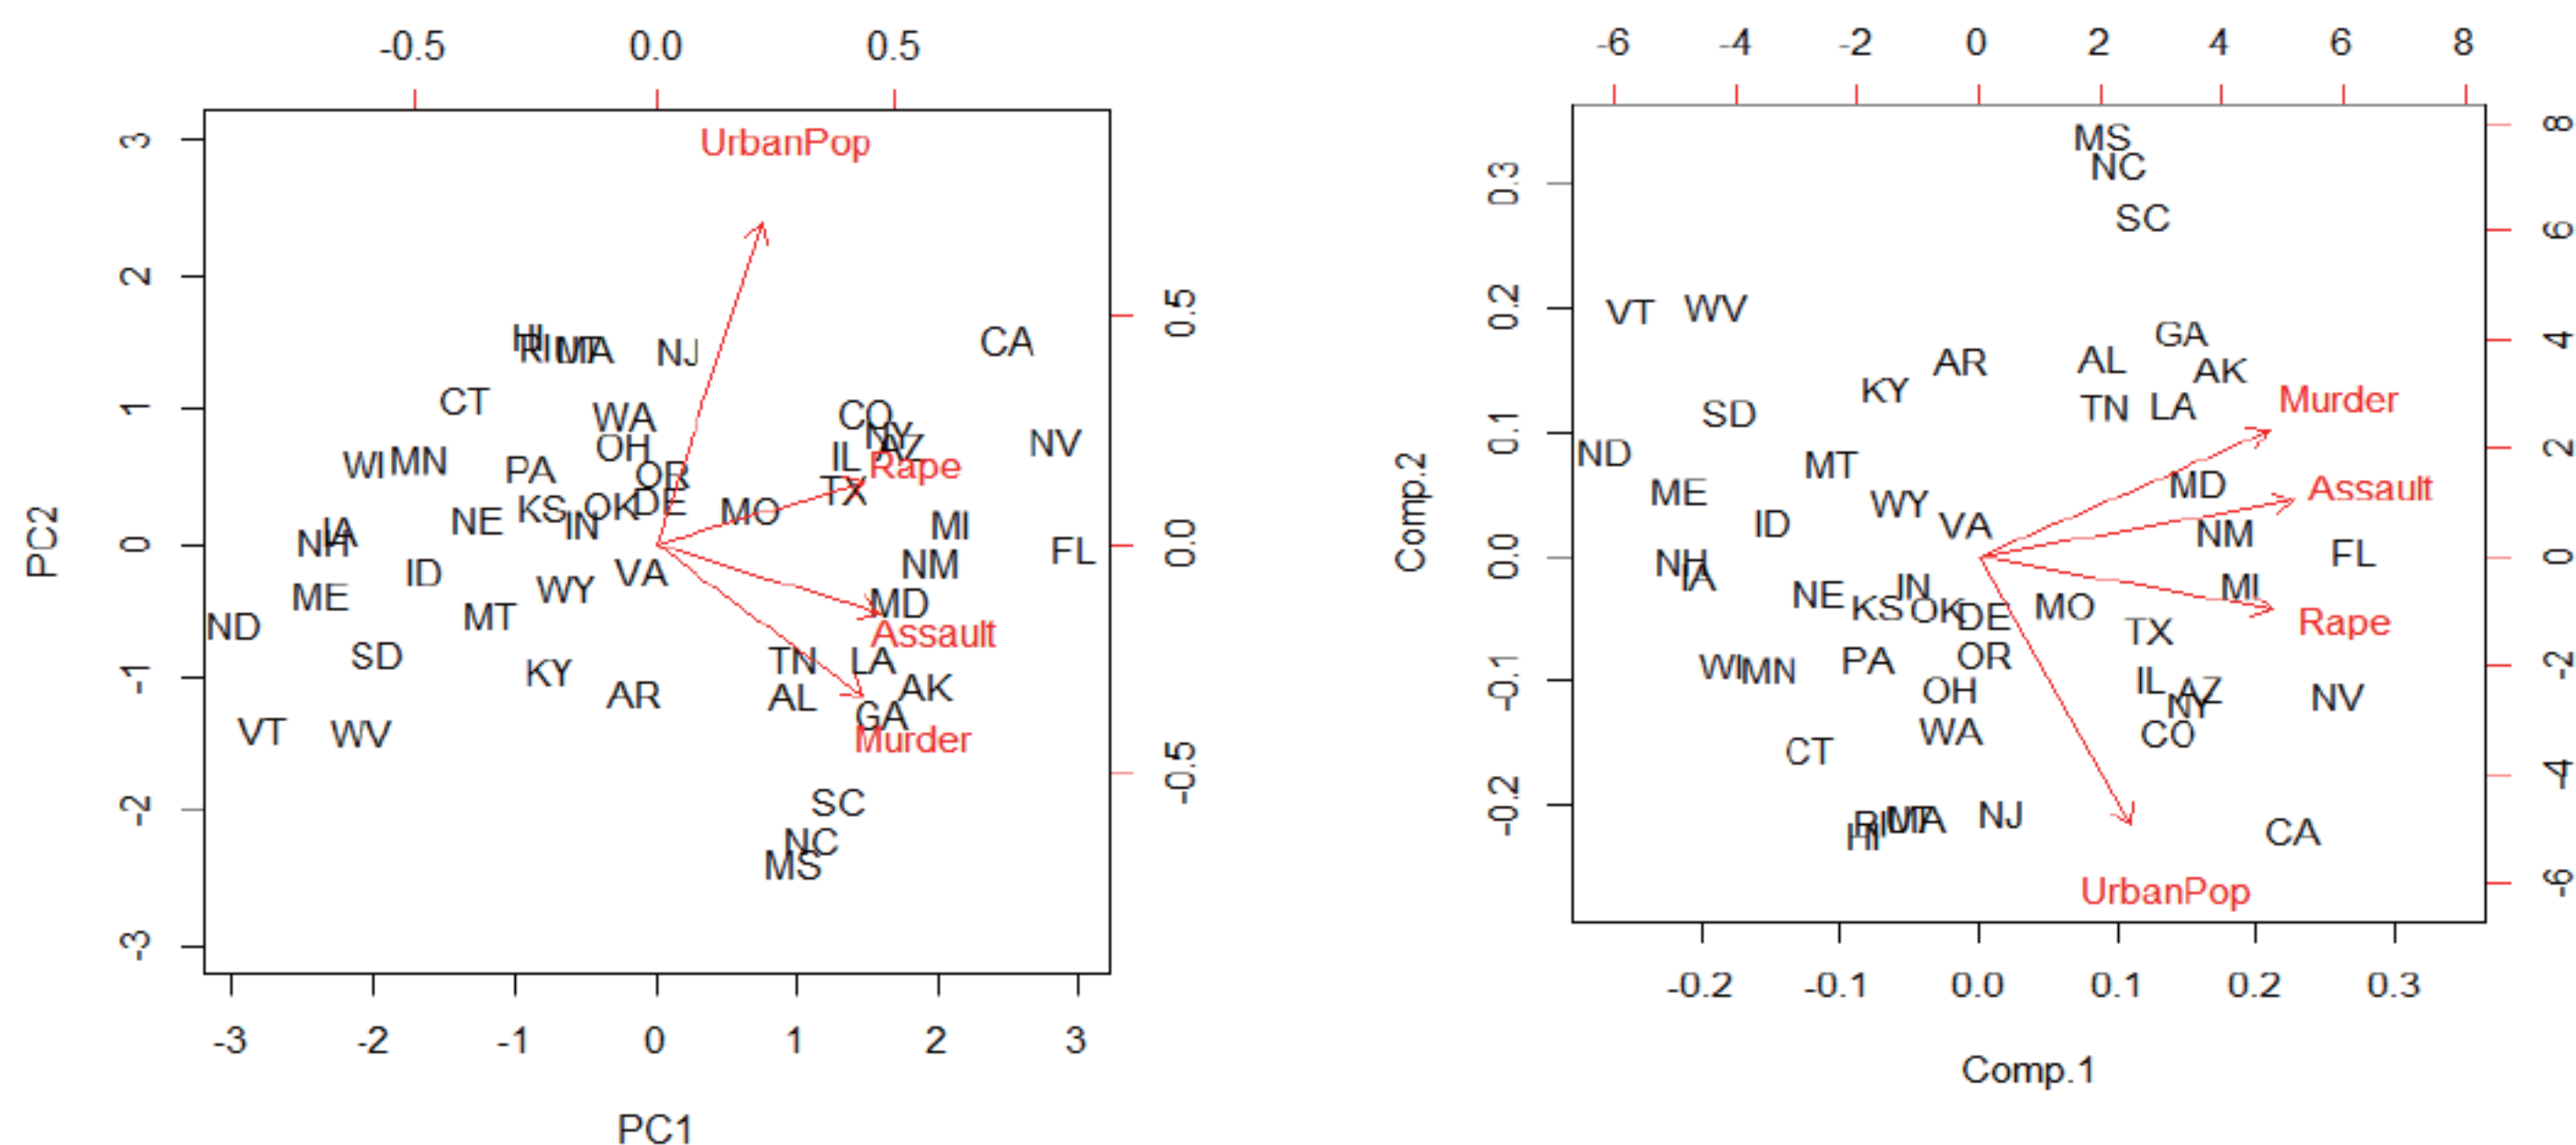 -0.5 0.0 0.5
UrbanPop
3
2
1
0
-1
-2
-3
PC2
HI
RI UT MA NJ
CA
CT
WA
CO
OH
NY
AZ
NV
WI MN
PA
IL
Rape
OR
TX
KS
OK
DE
MO
NE
IN
MI
IA
NH
FL
NM
ID
VA
ME
WY
MD
ND
MT
Assault
SD
TN
LA
KY
AR
AL
AK
GA
VT
WV
Murder
SC
NC
MS
0.5
0.0
-0.5
-3 -2 -1 0 1 2 3
PC1
-6 -4 -2 0 2 4 6 8
MS
NC
SC
0.3
0.2
0.1
0.0
-0.1
-0.2
Comp.2
VT WV
GA
AR
AL
AK
KY
SD
TN LA
Murder
ND
MT
ME
WY
MD
Assault
ID
VA
NM
NH
FL
IA
IN
MI
NE
KS
OK
DE
MO
Rape
TX
WI MN
PA
OR
OH
IL
AZ
NY
NV
WA
CO
CT
RI UT MA
NJ
HI
CA
UrbanPop
8
6
4
2
0
-2
-4
-6
-0.2 -0.1 0.0 0.1 0.2 0.3
Comp.1